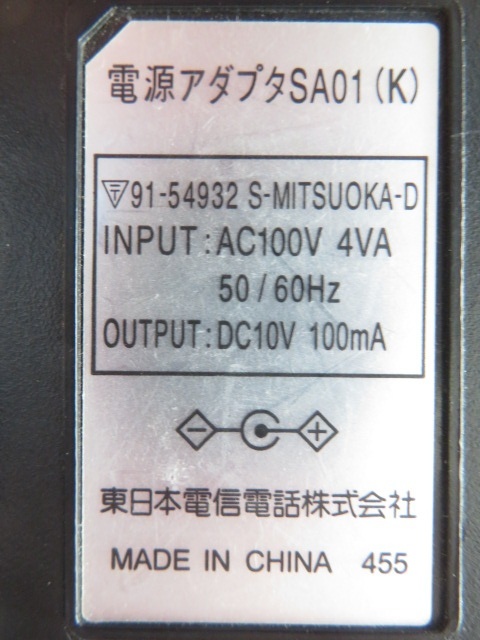 電源アダプタSA01(K)
91-54932 S-MITSUOKA-D
INPUT:AC100V 4VA
50/60Hz
OUTPUT:DC10V 100mA
東日本電信電話株式会社
MADE IN CHINA 455